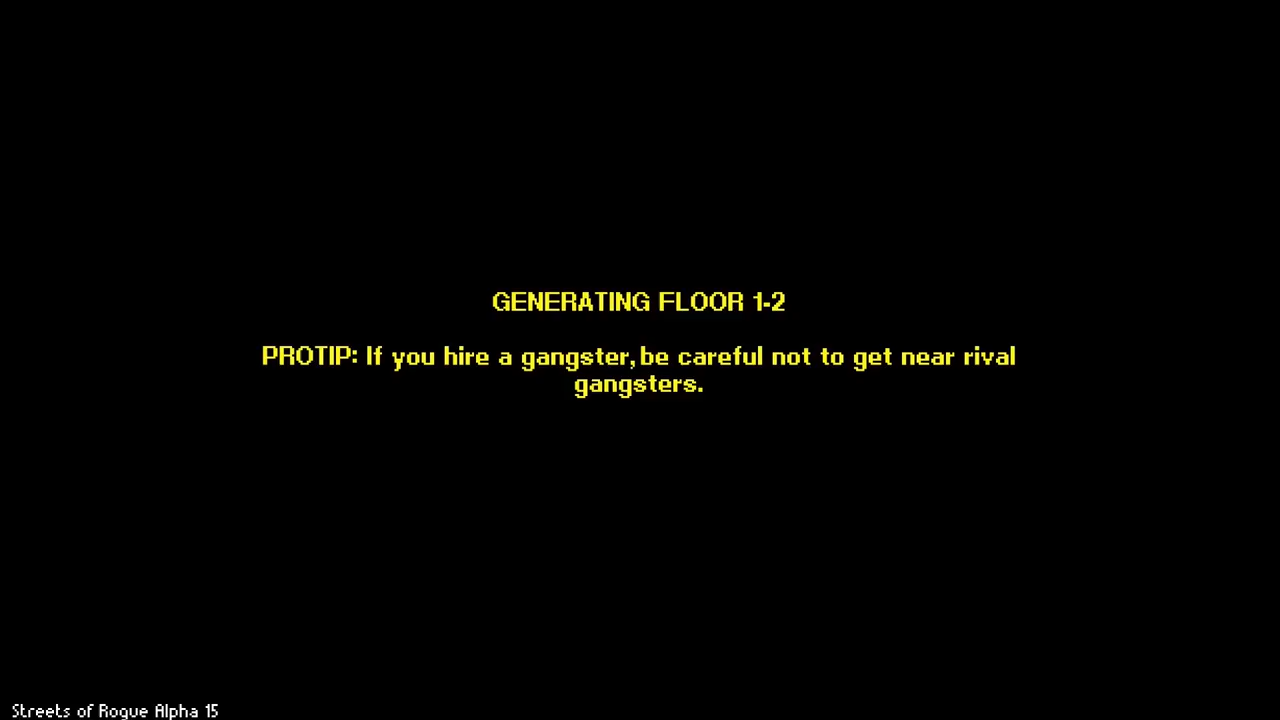 GENERATING FLOOR 1-2
PROTIP: If you hire a gangster, be careful not to get near rival
gangsters.
Streets of Rogue Alpha 15